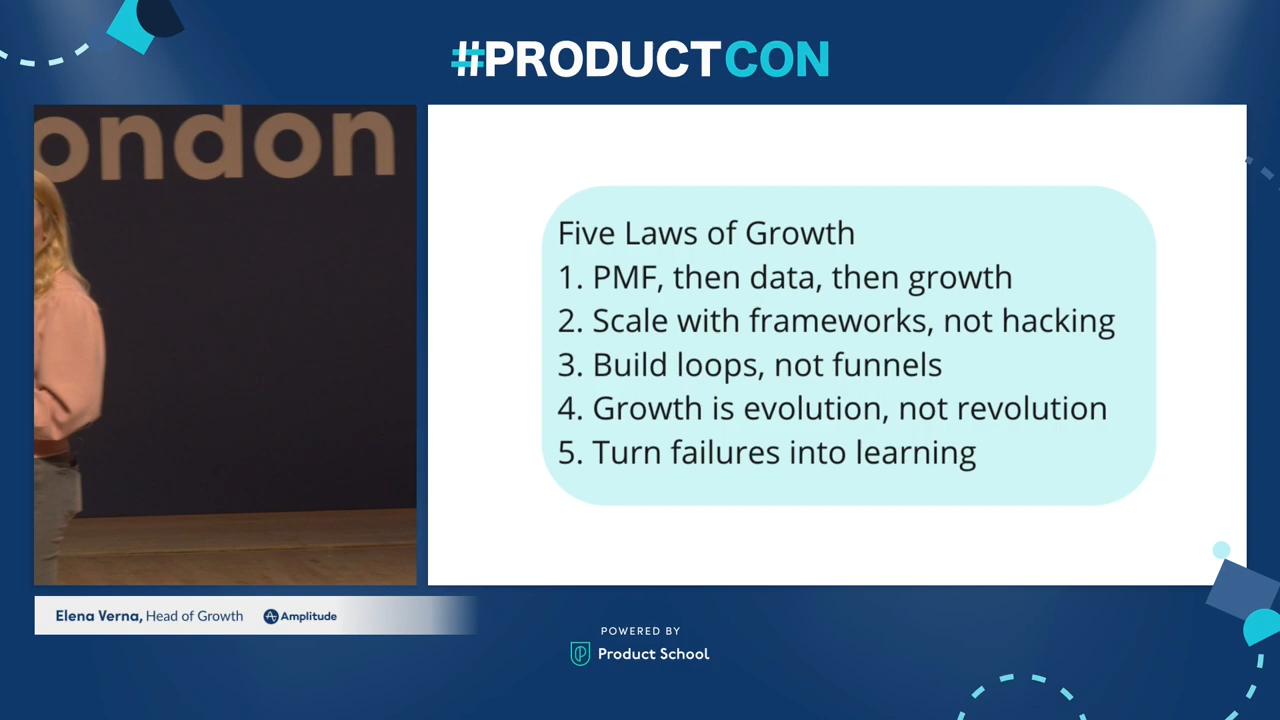 #PRODUCTCON
ondon
Five Laws of Growth
1. PMF, then data, then growth
2. Scale with frameworks, not hacking
3. Build loops, not funnels
4. Growth is evolution, not revolution
5. Turn failures into learning
Elena Verna, Head of Growth Amplitude
POWERED BY
Product School